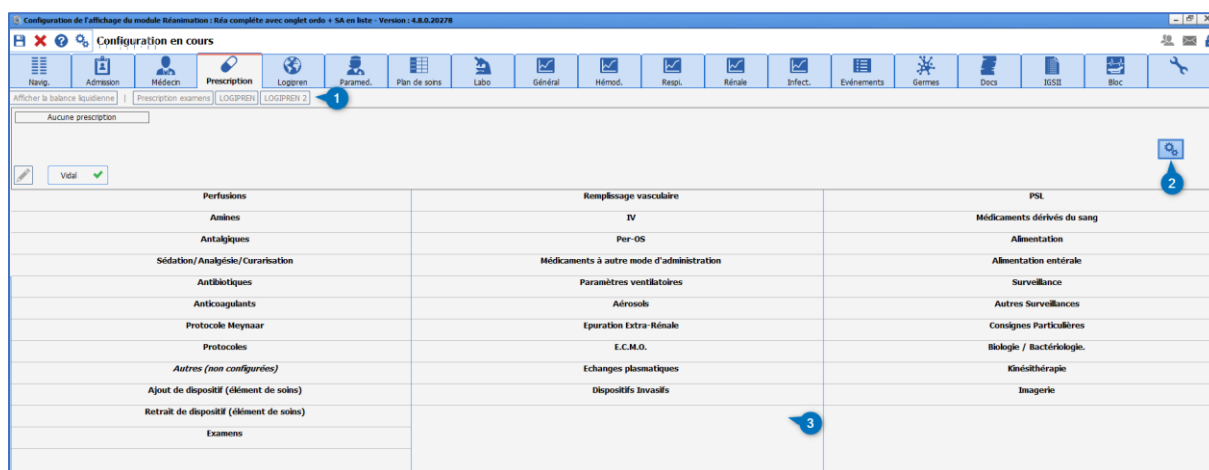 Configuration de l'affichage du module Réanimation : Réa complète avec onglet ordo + SA en liste - Version : 4.8.0.20278
Configuration en cours
Navig. Admission Médecin Prescription Logipren Paramed. Plan de soins Labo Général Hémod. Respi. Rénale Infect. Evénements Germes Docs IGSII Bloc
Afficher la balance liquidienne | Prescription examens LOGIPREN LOGIPREN 2 1
Aucune prescription
Vidal 2
Perfusions Remplissage vasculaire PSL
Amines IV Médicaments dérivés du sang
Antalgiques Per-OS Alimentation
Sédation/Analgésie/Curarisation Médicaments à autre mode d'administration Alimentation entérale
Antibiotiques Paramètres ventilatoires Surveillance
Anticoagulants Aérosols Autres Surveillances
Protocole Meynaar Epuration Extra-Rénale Consignes Particulières
Protocoles E.C.M.O. Biologie / Bactériologie.
Autres (non configurées) Echanges plasmatiques Kinésithérapie
Ajout de dispositif (élément de soins) Dispositifs Invasifs Imagerie
Retrait de dispositif (élément de soins) 3
Examens